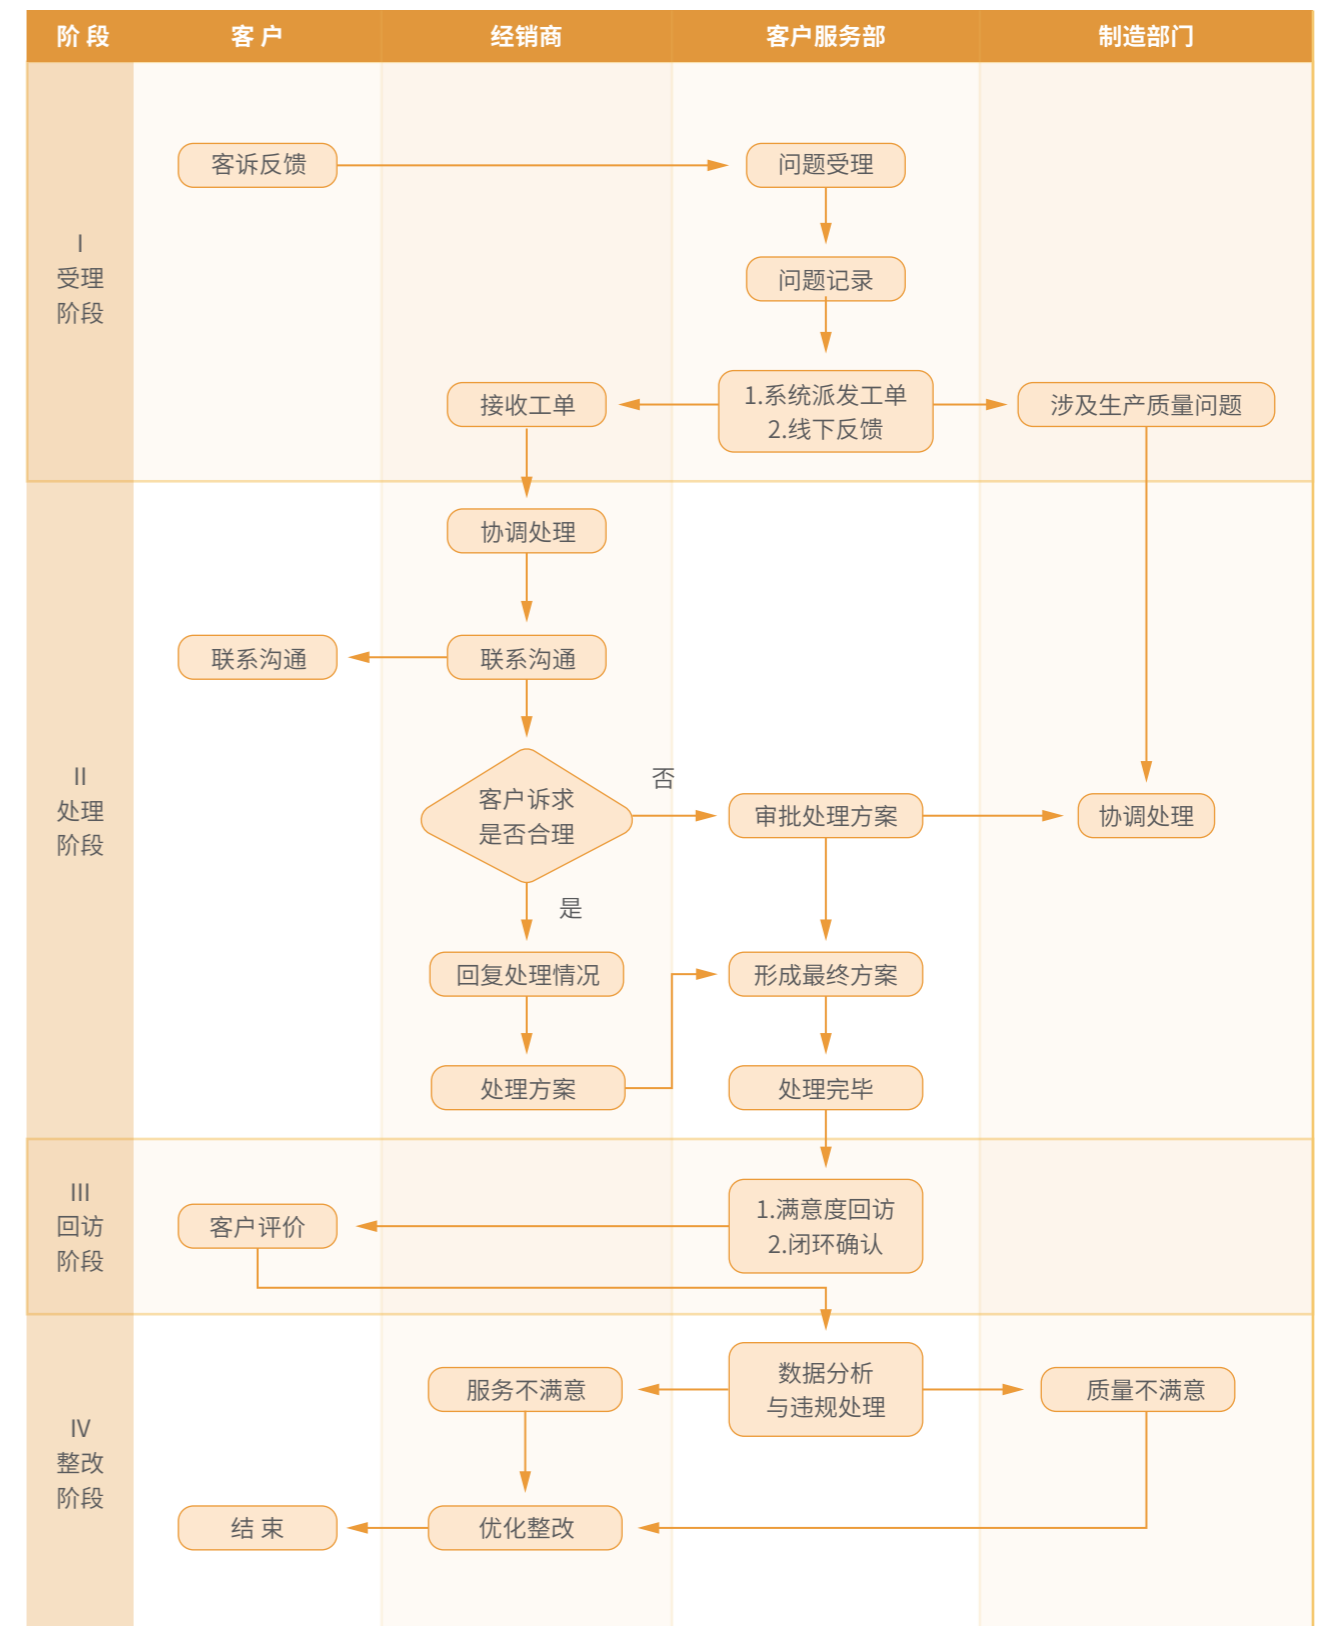 阶 段 客 户 经销商 客户服务部 制造部门
客诉反馈 问题受理
I
受理
阶段
问题记录
接收工单
1.系统派发工单
2.线下反馈
涉及生产质量问题
协调处理
联系沟通 联系沟通
II
处理
阶段
客户诉求
是否合理
否
审批处理方案 协调处理
是
回复处理情况 形成最终方案
处理方案 处理完毕
III
回访
阶段
客户评价
1.满意度回访
2.闭环确认
IV
整改
阶段
服务不满意
数据分析
与违规处理
质量不满意
结 束 优化整改